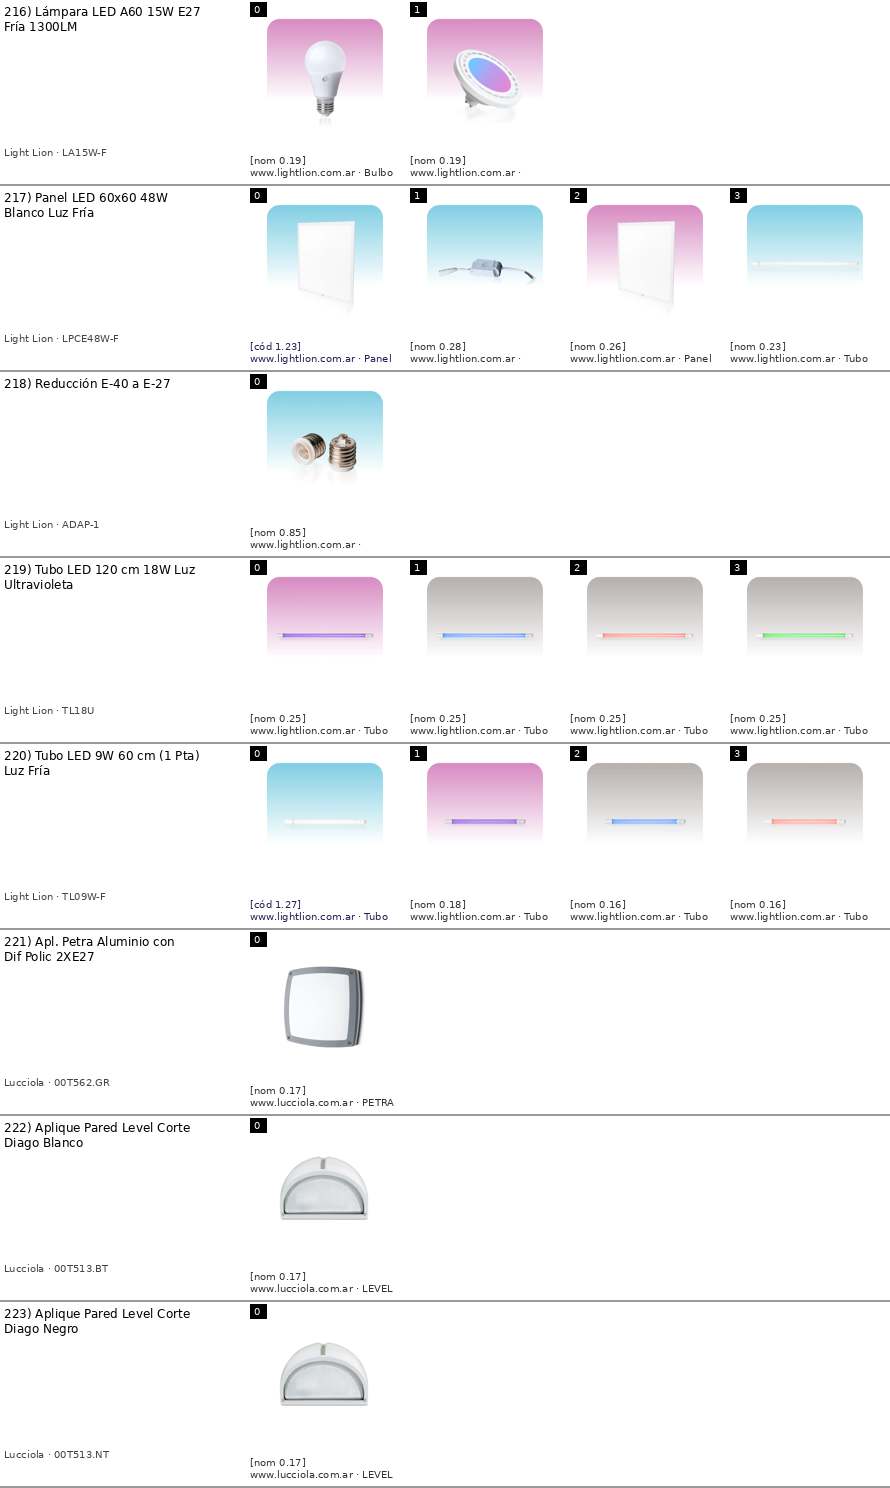 216) Lámpara LED A60 15W E27
Fría 1300LM
Light Lion · LA15W-F
0
[nom 0.19]
www.lightlion.com.ar · Bulbo
1
[nom 0.19]
www.lightlion.com.ar ·
217) Panel LED 60x60 48W
Blanco Luz Fría
Light Lion · LPCE48W-F
0
[cód 1.23]
www.lightlion.com.ar · Panel
1
[nom 0.28]
www.lightlion.com.ar ·
2
[nom 0.26]
www.lightlion.com.ar · Panel
3
[nom 0.23]
www.lightlion.com.ar · Tubo
218) Reducción E-40 a E-27
Light Lion · ADAP-1
0
[nom 0.85]
www.lightlion.com.ar ·
219) Tubo LED 120 cm 18W Luz
Ultravioleta
Light Lion · TL18U
0
[nom 0.25]
www.lightlion.com.ar · Tubo
1
[nom 0.25]
www.lightlion.com.ar · Tubo
2
[nom 0.25]
www.lightlion.com.ar · Tubo
3
[nom 0.25]
www.lightlion.com.ar · Tubo
220) Tubo LED 9W 60 cm (1 Pta)
Luz Fría
Light Lion · TL09W-F
0
[cód 1.27]
www.lightlion.com.ar · Tubo
1
[nom 0.18]
www.lightlion.com.ar · Tubo
2
[nom 0.16]
www.lightlion.com.ar · Tubo
3
[nom 0.16]
www.lightlion.com.ar · Tubo
221) Apl. Petra Aluminio con
Dif Polic 2XE27
Lucciola · 00T562.GR
0
[nom 0.17]
www.lucciola.com.ar · PETRA
222) Aplique Pared Level Corte
Diago Blanco
Lucciola · 00T513.BT
0
[nom 0.17]
www.lucciola.com.ar · LEVEL
223) Aplique Pared Level Corte
Diago Negro
Lucciola · 00T513.NT
0
[nom 0.17]
www.lucciola.com.ar · LEVEL